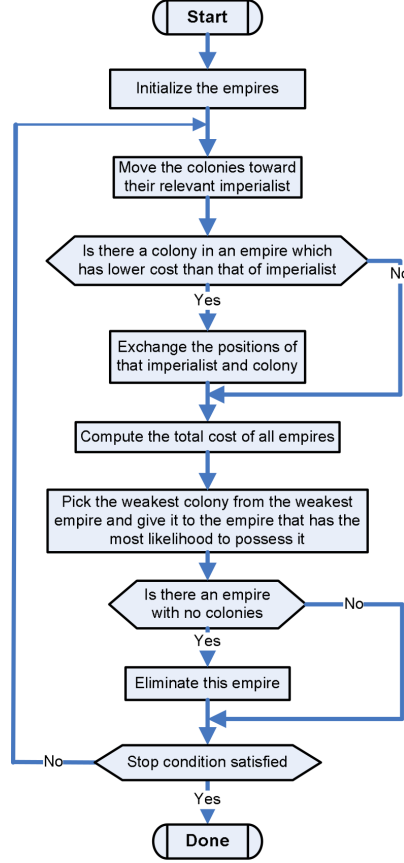 Start
Initialize the empires
Move the colonies toward
their relevant imperialist
Is there a colony in an empire which
has lower cost than that of imperialist
No
Yes
Exchange the positions of
that imperialist and colony
Compute the total cost of all empires
Pick the weakest colony from the weakest
empire and give it to the empire that has the
most likelihood to possess it
Is there an empire
with no colonies
No
Yes
Eliminate this empire
Stop condition satisfied
No
Yes
Done